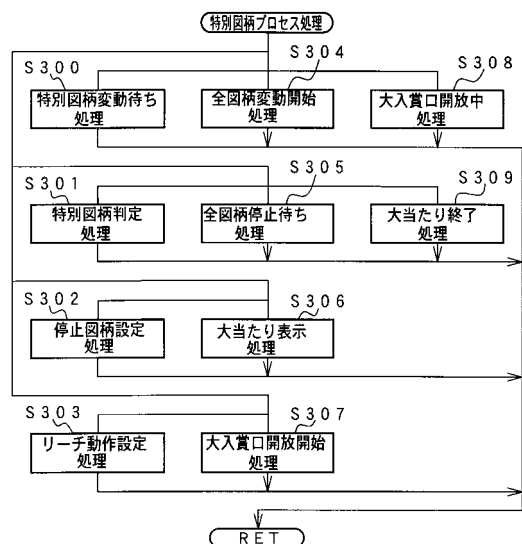 特別図柄プロセス処理
S300
特別図柄変動待ち
処理
S304
全図柄変動開始
処理
S308
大入賞口開放中
処理
S301
特別図柄判定
処理
S305
全図柄停止待ち
処理
S309
大当たり終了
処理
S302
停止図柄設定
処理
S306
大当たり表示
処理
S303
リーチ動作設定
処理
S307
大入賞口開放開始
処理
RET